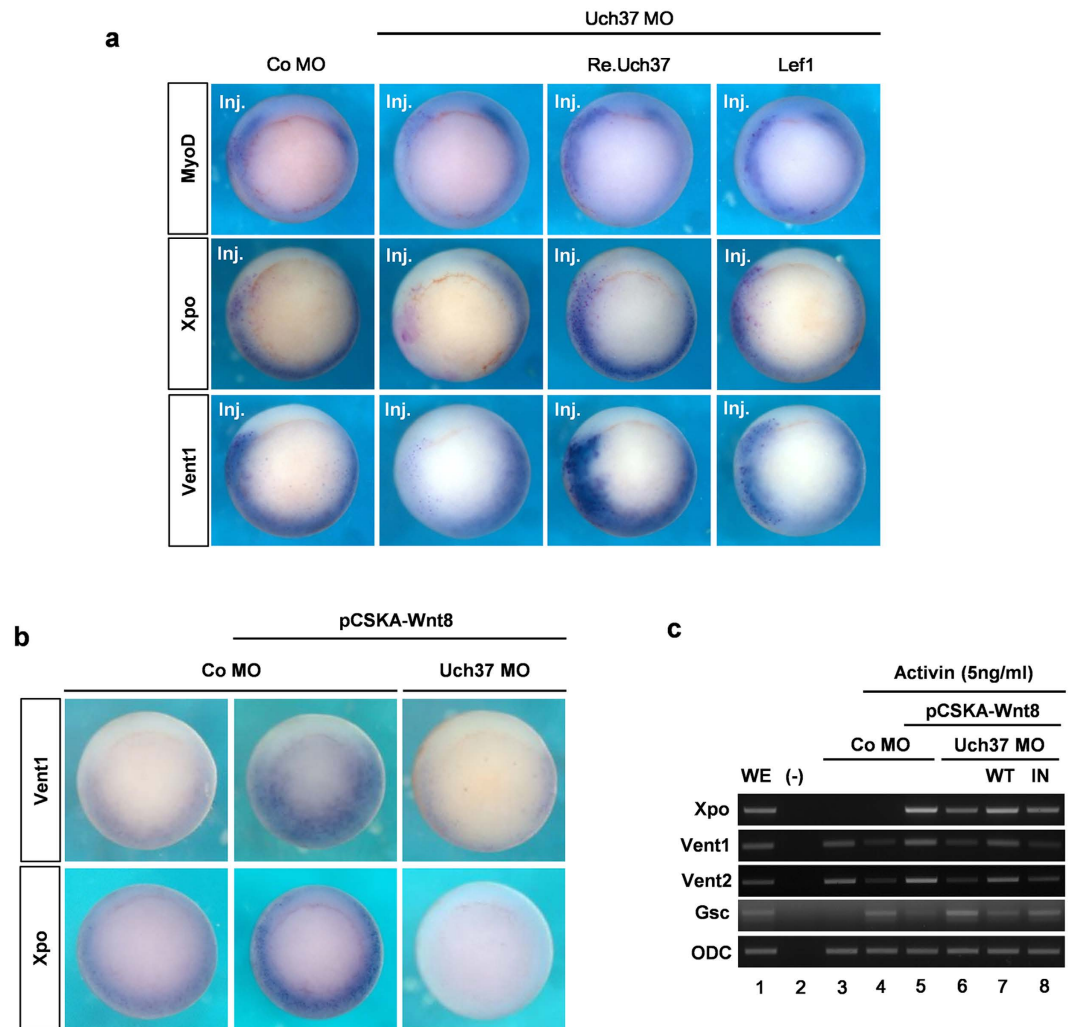 a
Uch37 MO
Co MO Re.Uch37 Lef1
MyoD
Inj. Inj. Inj. Inj.
Xpo
Inj. Inj. Inj. Inj.
Vent1
Inj. Inj. Inj. Inj.
b
pCSKA-Wnt8
Co MO Uch37 MO
Vent1
Xpo
c
Activin (5ng/ml)
pCSKA-Wnt8
Co MO Uch37 MO
WE (-) WT IN
Xpo
Vent1
Vent2
Gsc
ODC
1 2 3 4 5 6 7 8